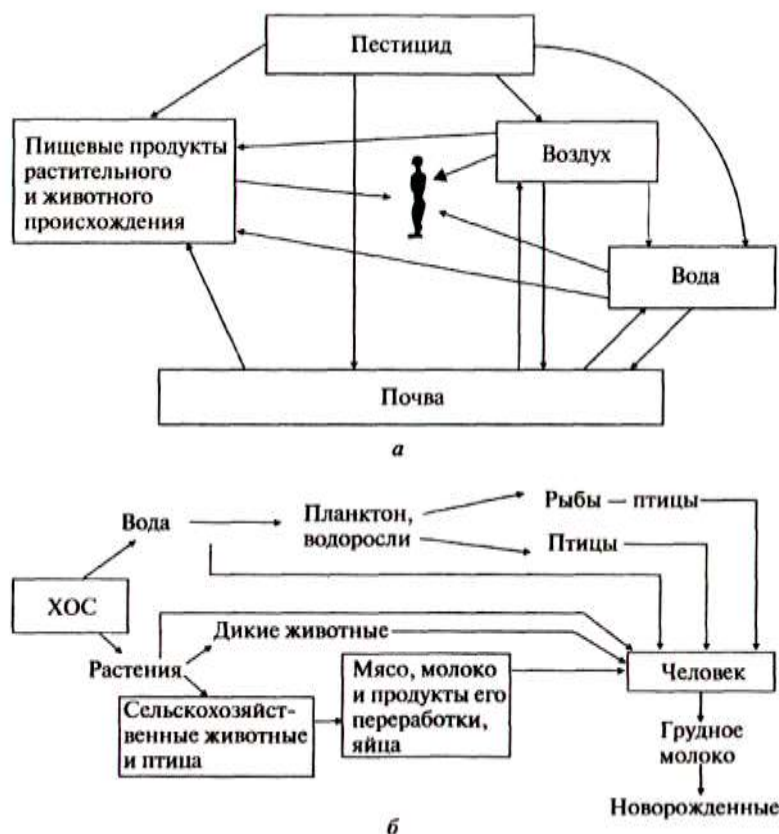 Пестицид
Пищевые продукты
растительного
и животного
происхождения
Воздух
Вода
Почва
а
Вода
Планктон,
водоросли
Рыбы — птицы
Птицы
ХОС
Растения
Дикие животные
Сельскохозяйст-
венные животные
и птица
Мясо, молоко
и продукты его
переработки,
яйца
Человек
Грудное
молоко
Новорожденные
б